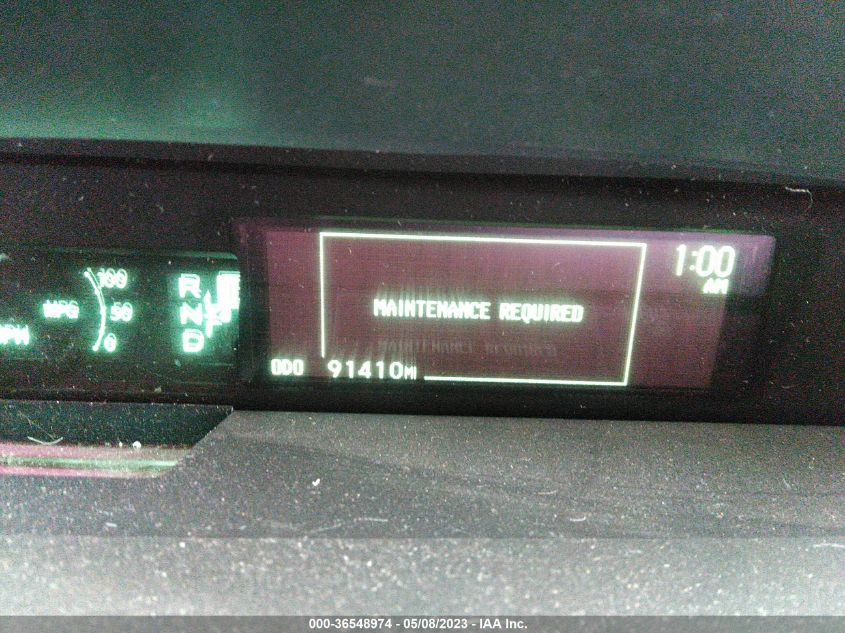 100
MPG 50
0
MPH
R
N
D
1:00
AM
MAINTENANCE REQUIRED
ODO 91410MI
000-36548974 - 05/08/2023 - IAA Inc.